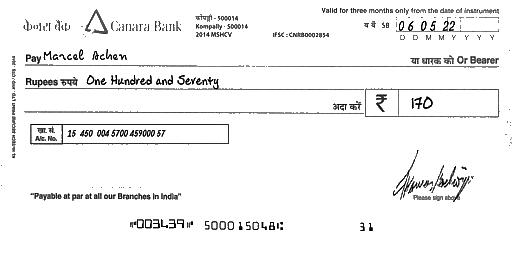 केनरा बैंक Canara Bank
कोंपल्ली - 500014
Kompally - 500014
2014 MSHCV
IFSC : CNRB0002854
Valid for three months only from the date of instrument
SB 06 05 22
D D M M Y Y Y Y
Pay Marcel Achen या धारक को Or Bearer
Rupees रुपये One Hundred and Seventy
अदा करें ₹ 170
खा. सं.
A/c. No. 15 450 004 5700 459000 57
Please sign above
"Payable at par at all our Branches in India"
⑈003439⑈ 500015048⑆ 31